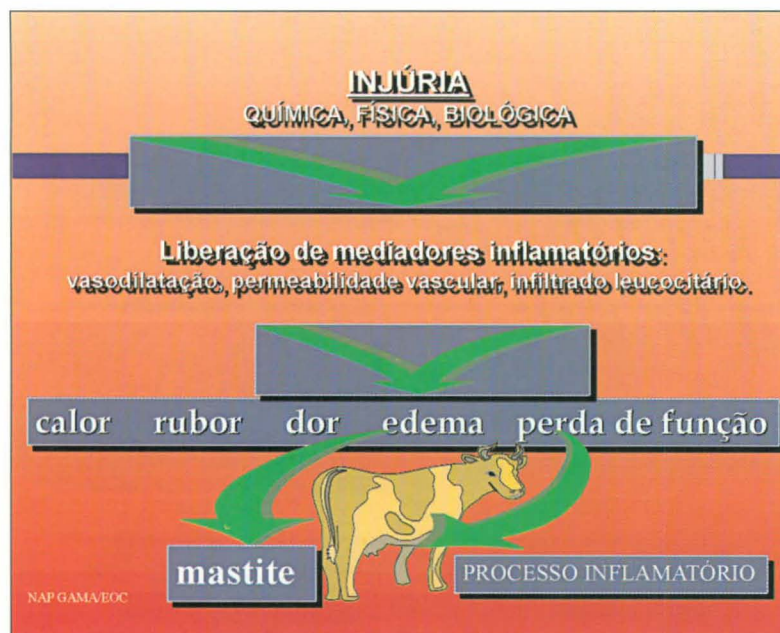 INJÚRIA
QUÍMICA, FÍSICA, BIOLÓGICA
Liberação de mediadores inflamatórios:
vasodilatação, permeabilidade vascular, infiltrado leucocitário.
calor rubor dor edema perda de função
mastite
PROCESSO INFLAMATÓRIO
NAP GAMA/EOC